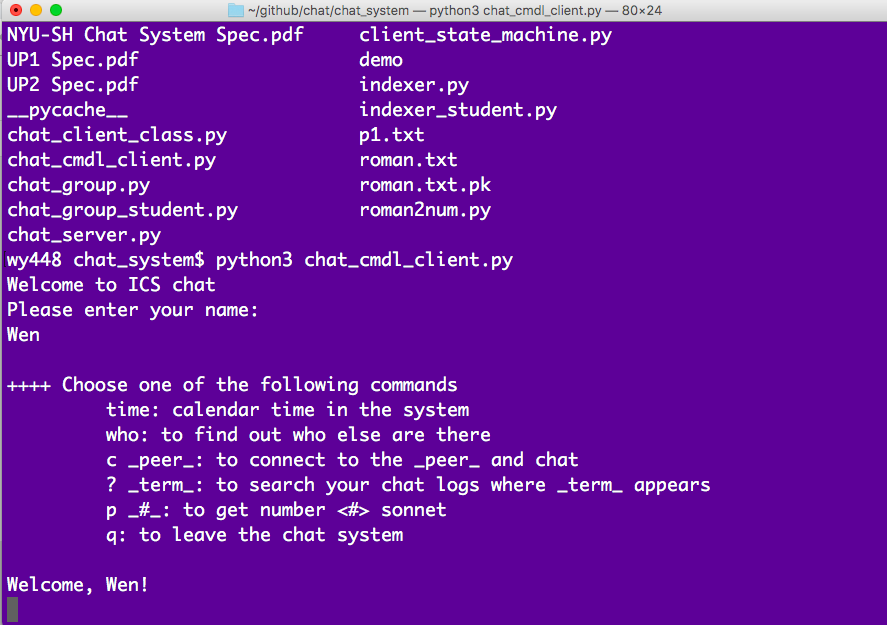 ~/github/chat/chat_system — python3 chat_cmdl_client.py — 80×24
NYU-SH Chat System Spec.pdf     client_state_machine.py
UP1 Spec.pdf                    demo
UP2 Spec.pdf                    indexer.py
__pycache__                     indexer_student.py
chat_client_class.py            p1.txt
chat_cmdl_client.py             roman.txt
chat_group.py                   roman.txt.pk
chat_group_student.py           roman2num.py
chat_server.py
wy448 chat_system$ python3 chat_cmdl_client.py
Welcome to ICS chat
Please enter your name:
Wen
++++ Choose one of the following commands
time: calendar time in the system
who: to find out who else are there
c _peer_: to connect to the _peer_ and chat
? _term_: to search your chat logs where _term_ appears
p _#_: to get number <#> sonnet
q: to leave the chat system
Welcome, Wen!